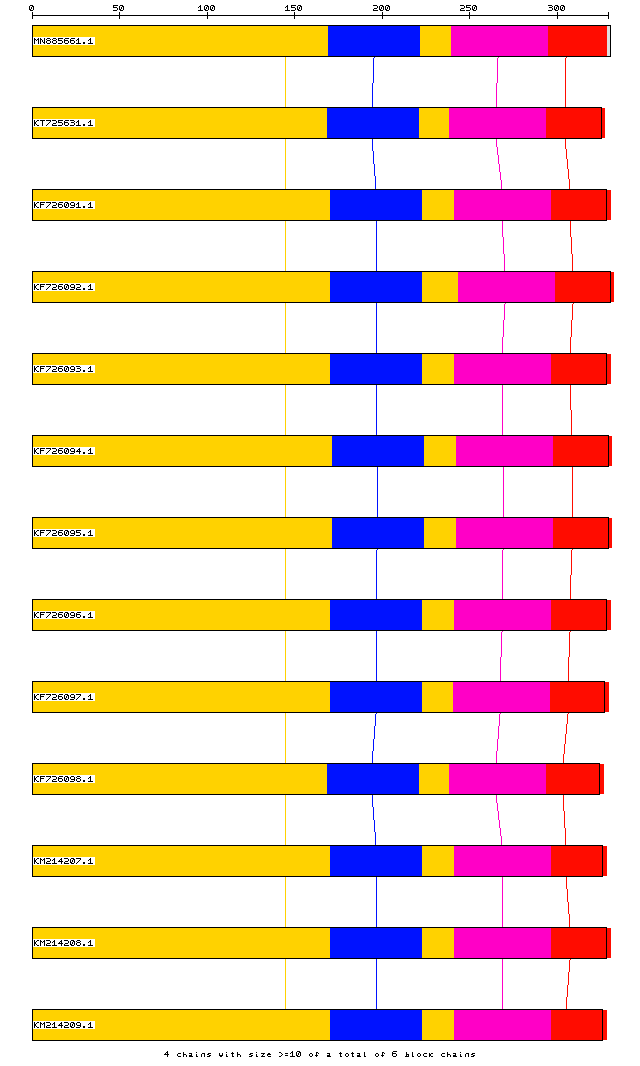 0 50 100 150 200 250 300
MN885661.1
KT725631.1
KF726091.1
KF726092.1
KF726093.1
KF726094.1
KF726095.1
KF726096.1
KF726097.1
KF726098.1
KM214207.1
KM214208.1
KM214209.1
4 chains with size >=10 of a total of 6 block chains